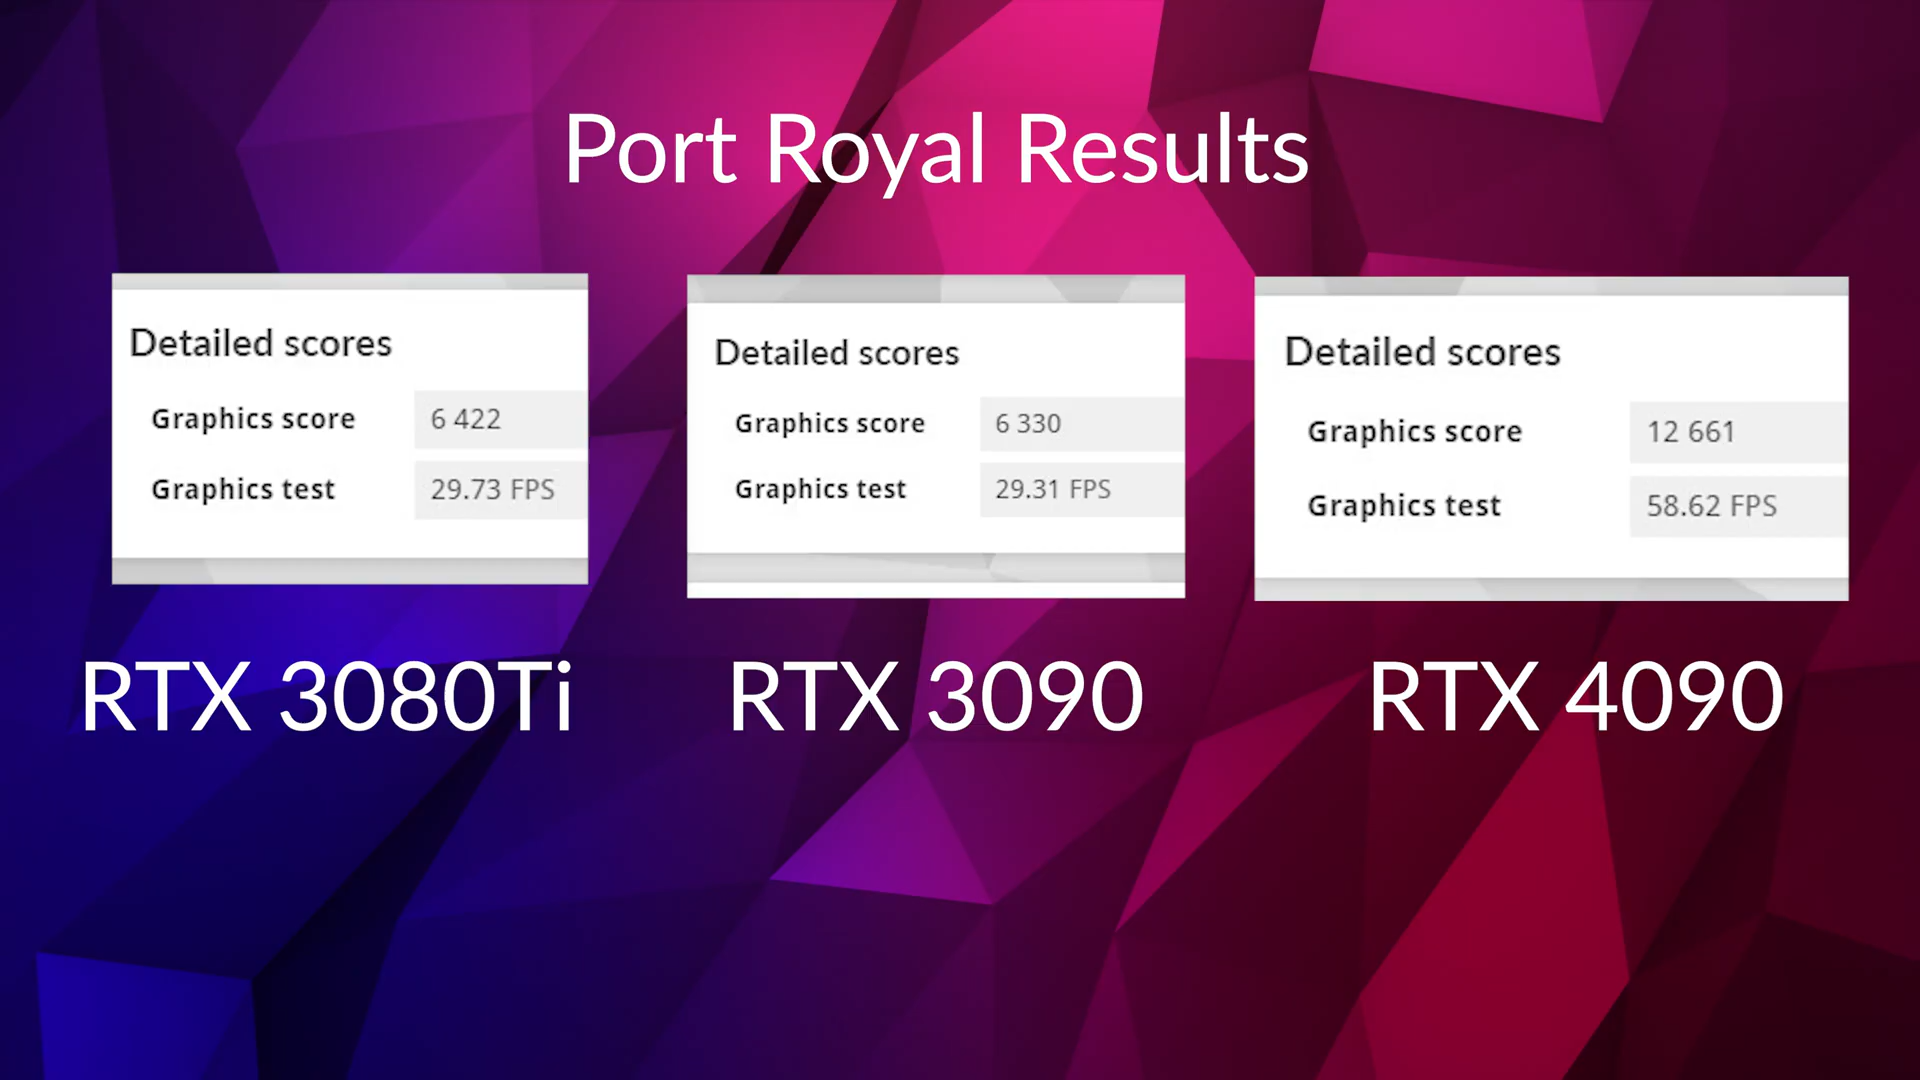 Port Royal Results
Detailed scores
Graphics score 6 422
Graphics test 29.73 FPS
RTX 3080Ti
Detailed scores
Graphics score 6 330
Graphics test 29.31 FPS
RTX 3090
Detailed scores
Graphics score 12 661
Graphics test 58.62 FPS
RTX 4090